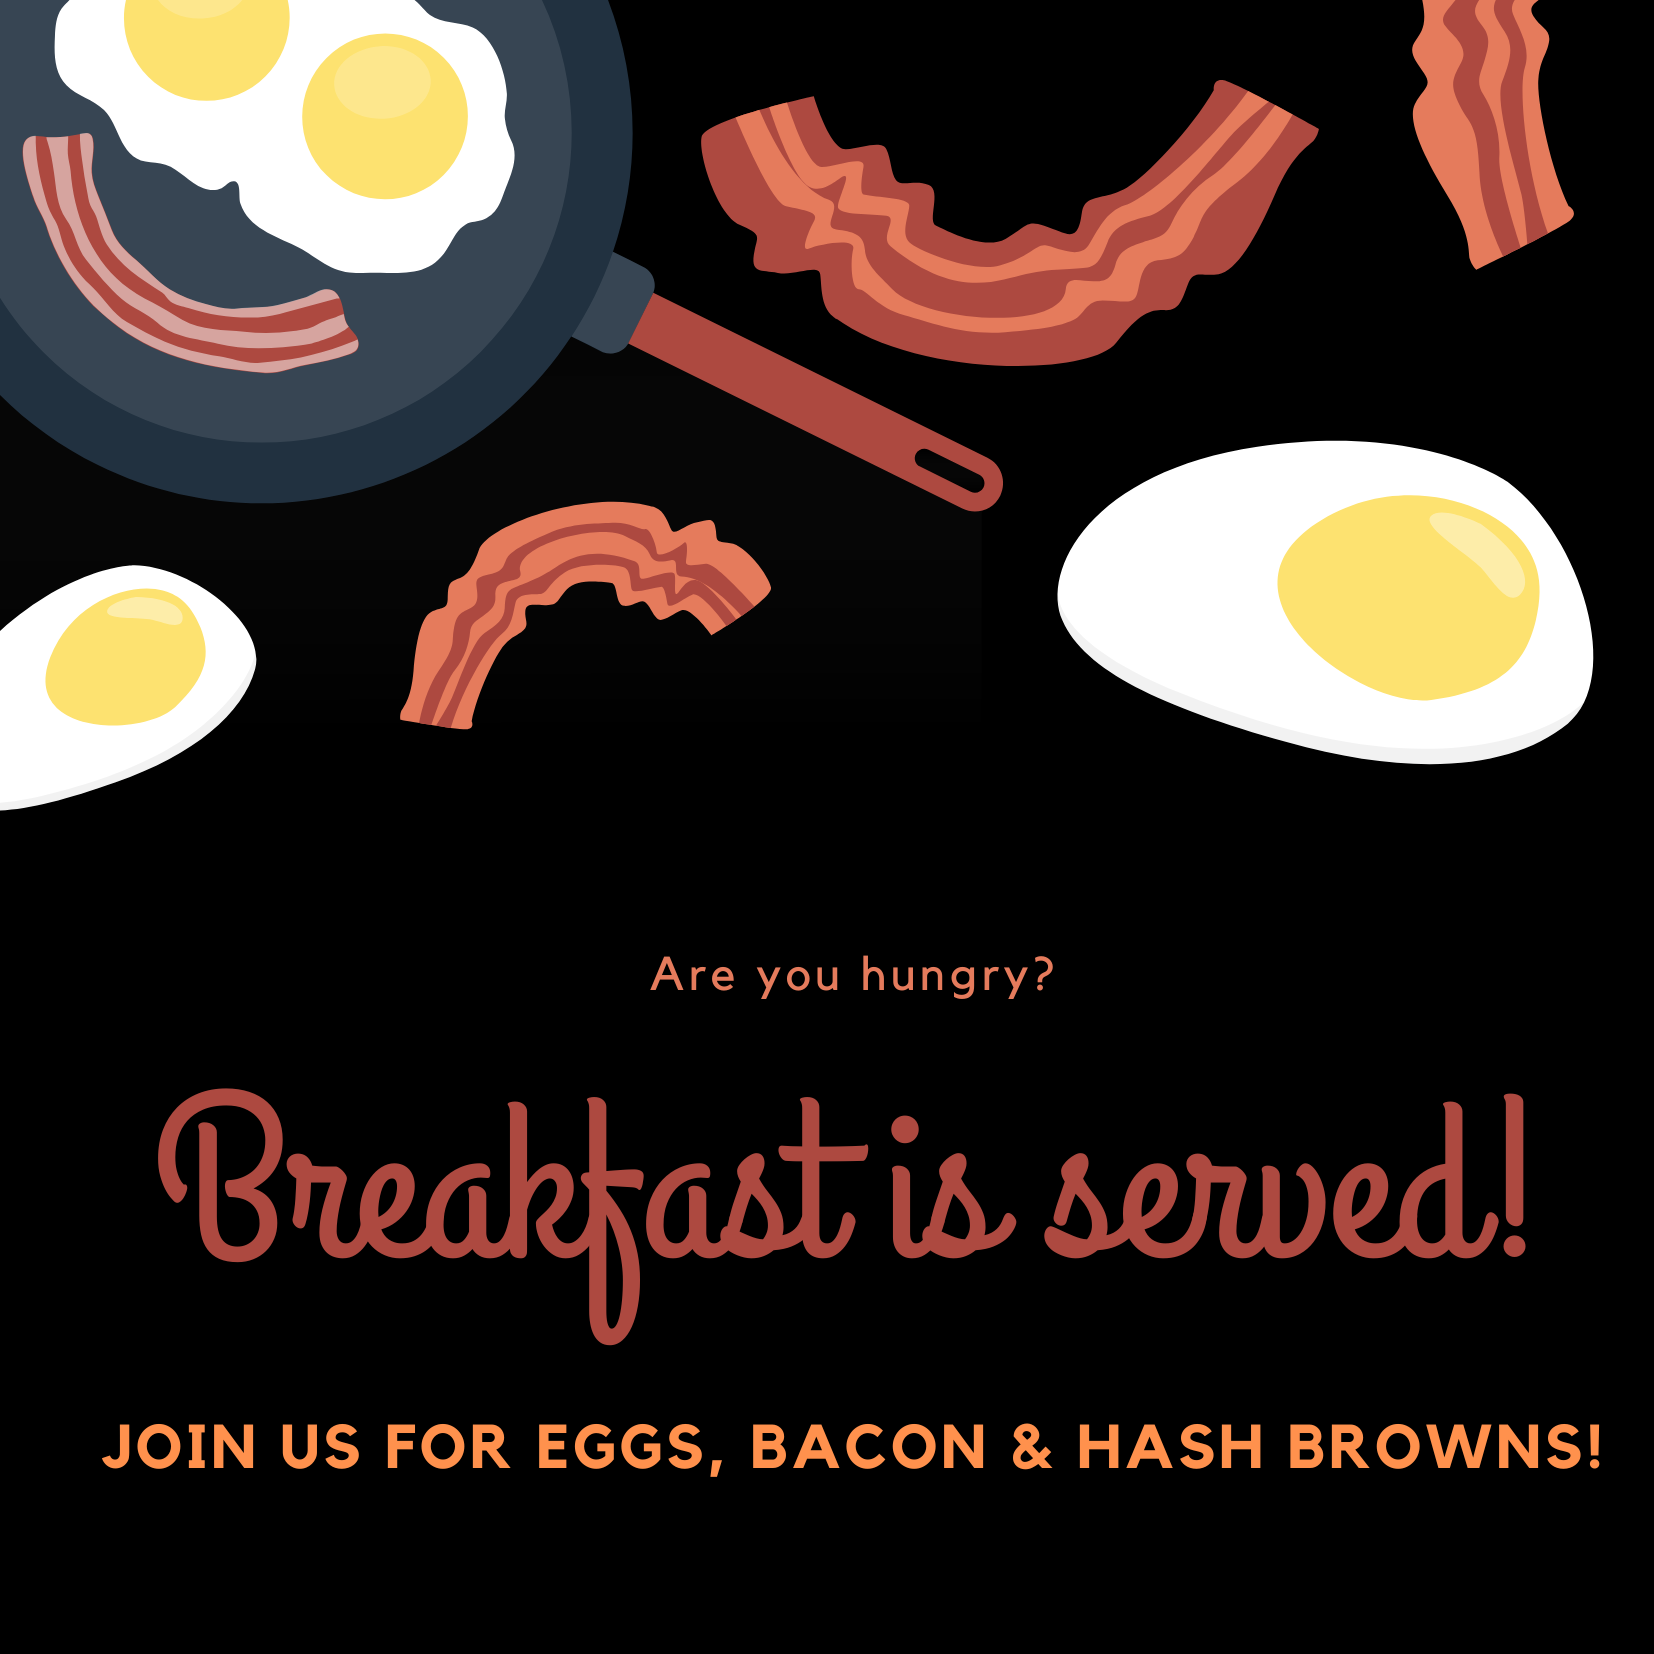 Are you hungry?
Breakfast is served!
JOIN US FOR EGGS, BACON & HASH BROWNS!